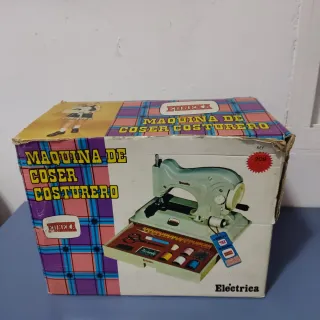 EUREKA
MAQUINA DE
COSER COSTURERO
MAQUINA DE
COSER
COSTURERO
EUREKA
Electrica